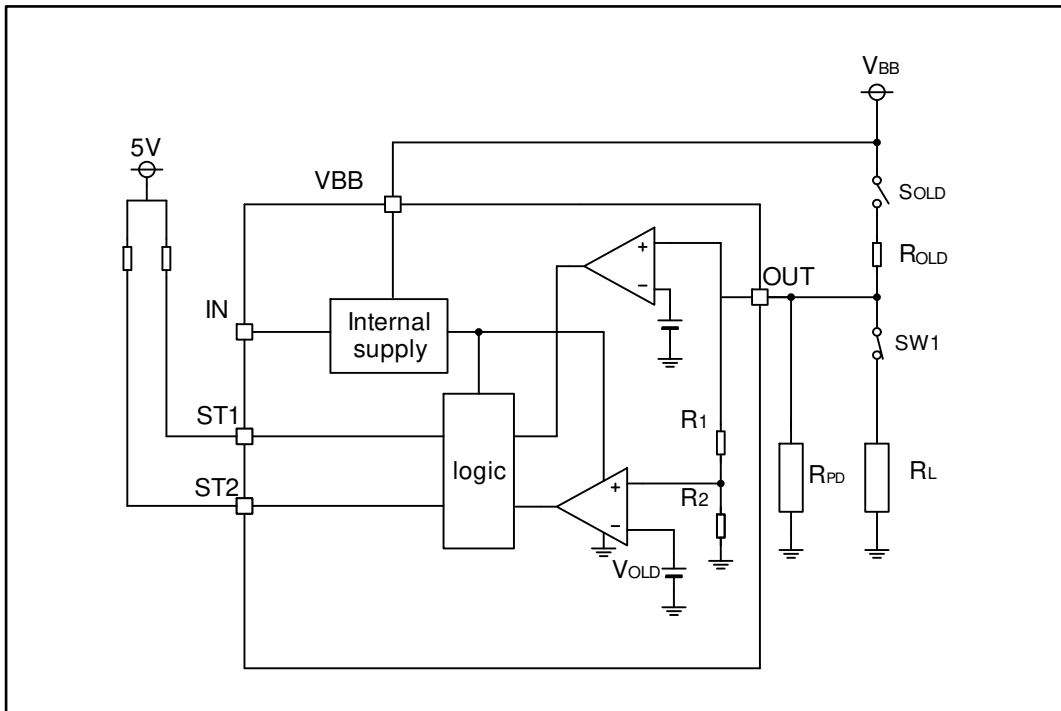 VBB
5V
VBB
SOLD
ROLD
OUT
+
−
IN
Internal
supply
SW1
ST1
R1
logic
RPD
RL
ST2
+
R2
−
VOLD